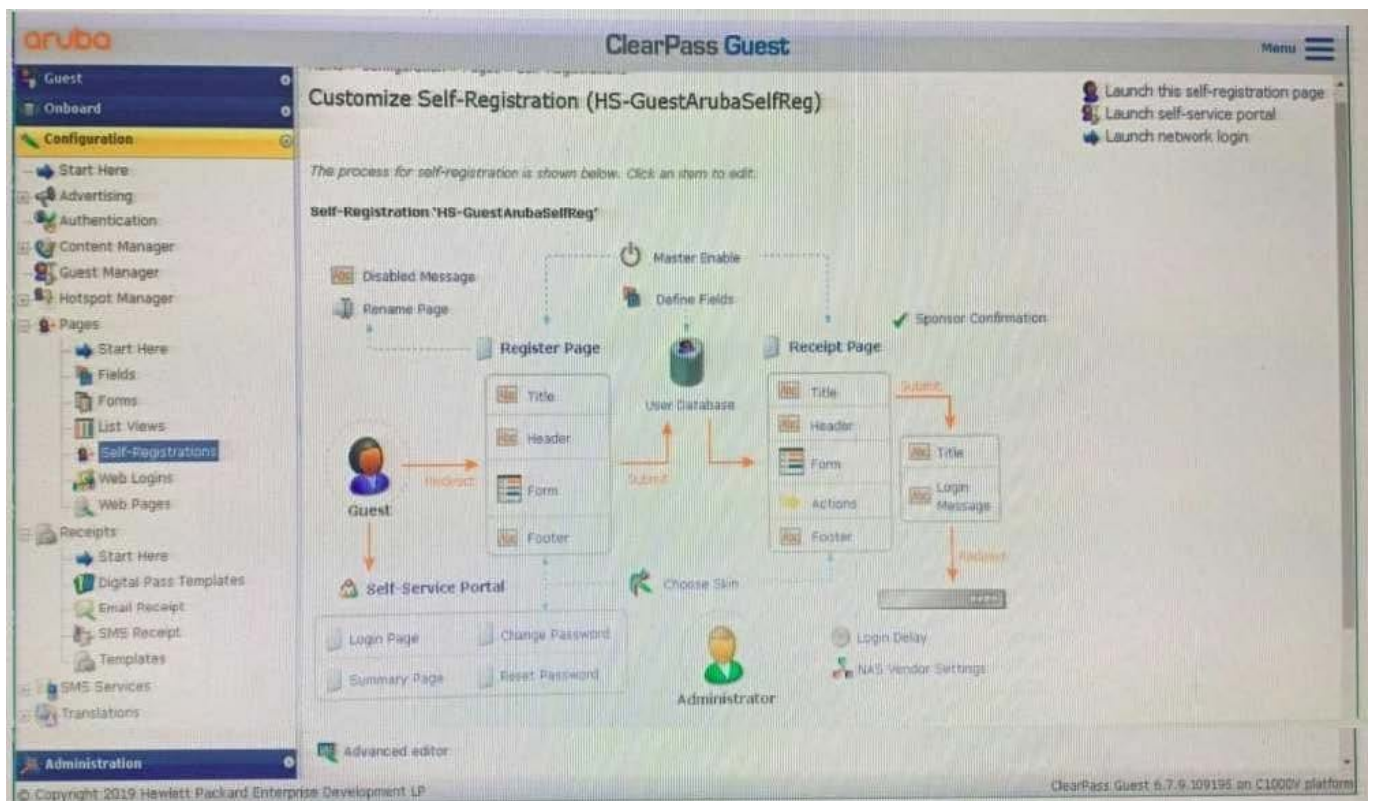 aruba
ClearPass Guest
Menu
Guest
Onboard
Configuration
Start Here
Advertising
Authentication
Content Manager
Guest Manager
Hotspot Manager
Pages
Start Here
Fields
Forms
List Views
Self-Registrations
Web Logins
Web Pages
Receipts
Start Here
Digital Pass Templates
Email Receipt
SMS Receipt
Templates
SMS Services
Translations
Administration
Customize Self-Registration (HS-GuestArubaSelfReg)
Launch this self-registration page
Launch self-service portal
Launch network login
The process for self-registration is shown below. Click an item to edit.
Self-Registration 'HS-GuestArubaSelfReg'
Master Enable
Disabled Message
Rename Page
Define Fields
Sponsor Confirmation
Register Page
Title
Header
Form
Footer
User Database
Receipt Page
Title
Header
Form
Actions
Footer
Submit
Title
Login
Message
Redirect
Guest
Redirect
Submit
Self-Service Portal
Choose Skin
Login Page
Change Password
Summary Page
Reset Password
Administrator
Login Delay
NAS Vendor Settings
Advanced editor
© Copyright 2019 Hewlett Packard Enterprise Development LP
ClearPass Guest 6.7.9.109195 on C1000V platform